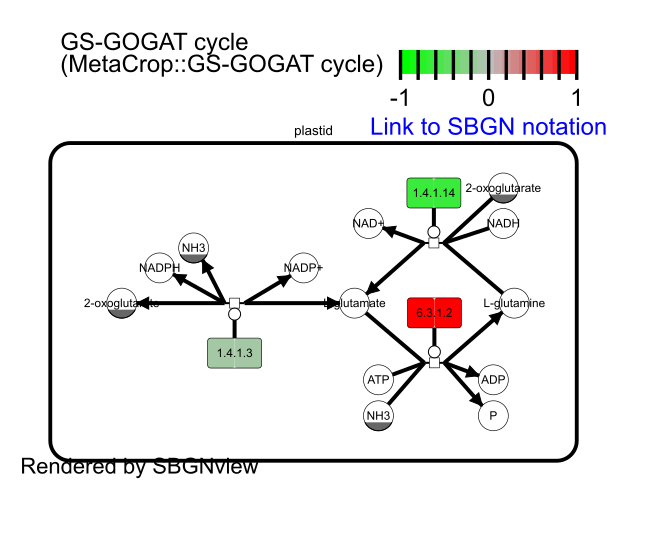 GS-GOGAT cycle
(MetaCrop::GS-GOGAT cycle)
-1 0 1
Link to SBGN notation
plastid
1.4.1.14
2-oxoglutarate
NAD+
NADH
NH3
NADPH
NADP+
2-oxoglutarate
L-glutamate
L-glutamine
6.3.1.2
1.4.1.3
ATP
ADP
NH3
P
Rendered by SBGNview